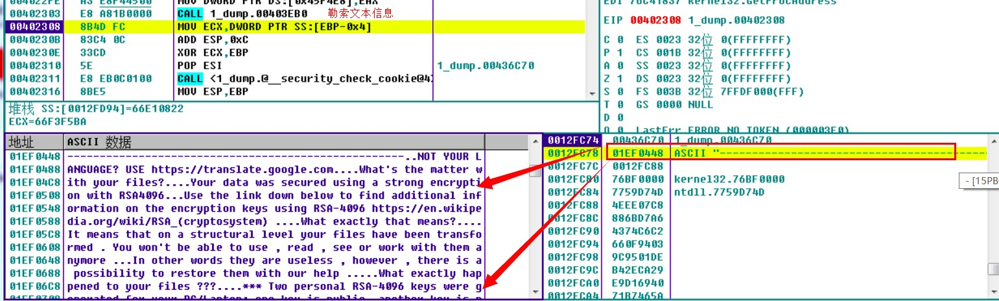 004022FE A3 E8F44500 MOV DWORD PTR DS:[0x45F4E8],EAX
00402303 E8 A81B0000 CALL 1_dump.00403EB0 勒索文本信息
00402308 8B4D FC MOV ECX,DWORD PTR SS:[EBP-0x4]
0040230B 83C4 0C ADD ESP,0xC
0040230E 33CD XOR ECX,EBP
00402310 5E POP ESI 1_dump.00436C70
00402311 E8 EB0C0100 CALL <1_dump.@__security_check_cookie@4>
00402316 8BE5 MOV ESP,EBP
堆栈 SS:[0012FD94]=66E10822
ECX=66F3F5BA
EDI 76C41837 kernel32.GetProcAddress
EIP 00402308 1_dump.00402308
C 0 ES 0023 32位 0(FFFFFFFF)
P 1 CS 001B 32位 0(FFFFFFFF)
A 0 SS 0023 32位 0(FFFFFFFF)
Z 1 DS 0023 32位 0(FFFFFFFF)
S 0 FS 003B 32位 7FFDF000(FFF)
T 0 GS 0000 NULL
D 0
O 0 LastErr ERROR_NO_TOKEN (000003F0)
地址 ASCII 数据
01EF0448 -----------------------------------------------------..NOT YOUR L
01EF0488 ANGUAGE? USE https://translate.google.com....What's the matter w
01EF04C8 ith your files?....Your data was secured using a strong encrypti
01EF0508 on with RSA4096...Use the link down below to find additional inf
01EF0548 ormation on the encryption keys using RSA-4096 https://en.wikipe
01EF0588 dia.org/wiki/RSA_(cryptosystem) ....What exactly that means?....
01EF05C8 It means that on a structural level your files have been transfo
01EF0608 rmed . You won't be able to use , read , see or work with them a
01EF0648 nymore ...In other words they are useless , however , there is a
01EF0688 possibility to restore them with our help .....What exactly hap
01EF06C8 pened to your files ???....*** Two personal RSA-4096 keys were g
0012FC74 00436C70 1_dump.00436C70
0012FC78 01EF0448 ASCII "------------------------------------------
0012FC7C 0012FC88
0012FC80 76BF0000 kernel32.76BF0000
0012FC84 7759D74D ntdll.7759D74D
0012FC88 4EEE07C8
0012FC8C 886BD7A6
0012FC90 4374C6C2
0012FC94 660F9403
0012FC98 9C9501DE
0012FC9C B42ECA29
0012FCA0 E9D16940
0012FCA4 71B7465A
- [15PB